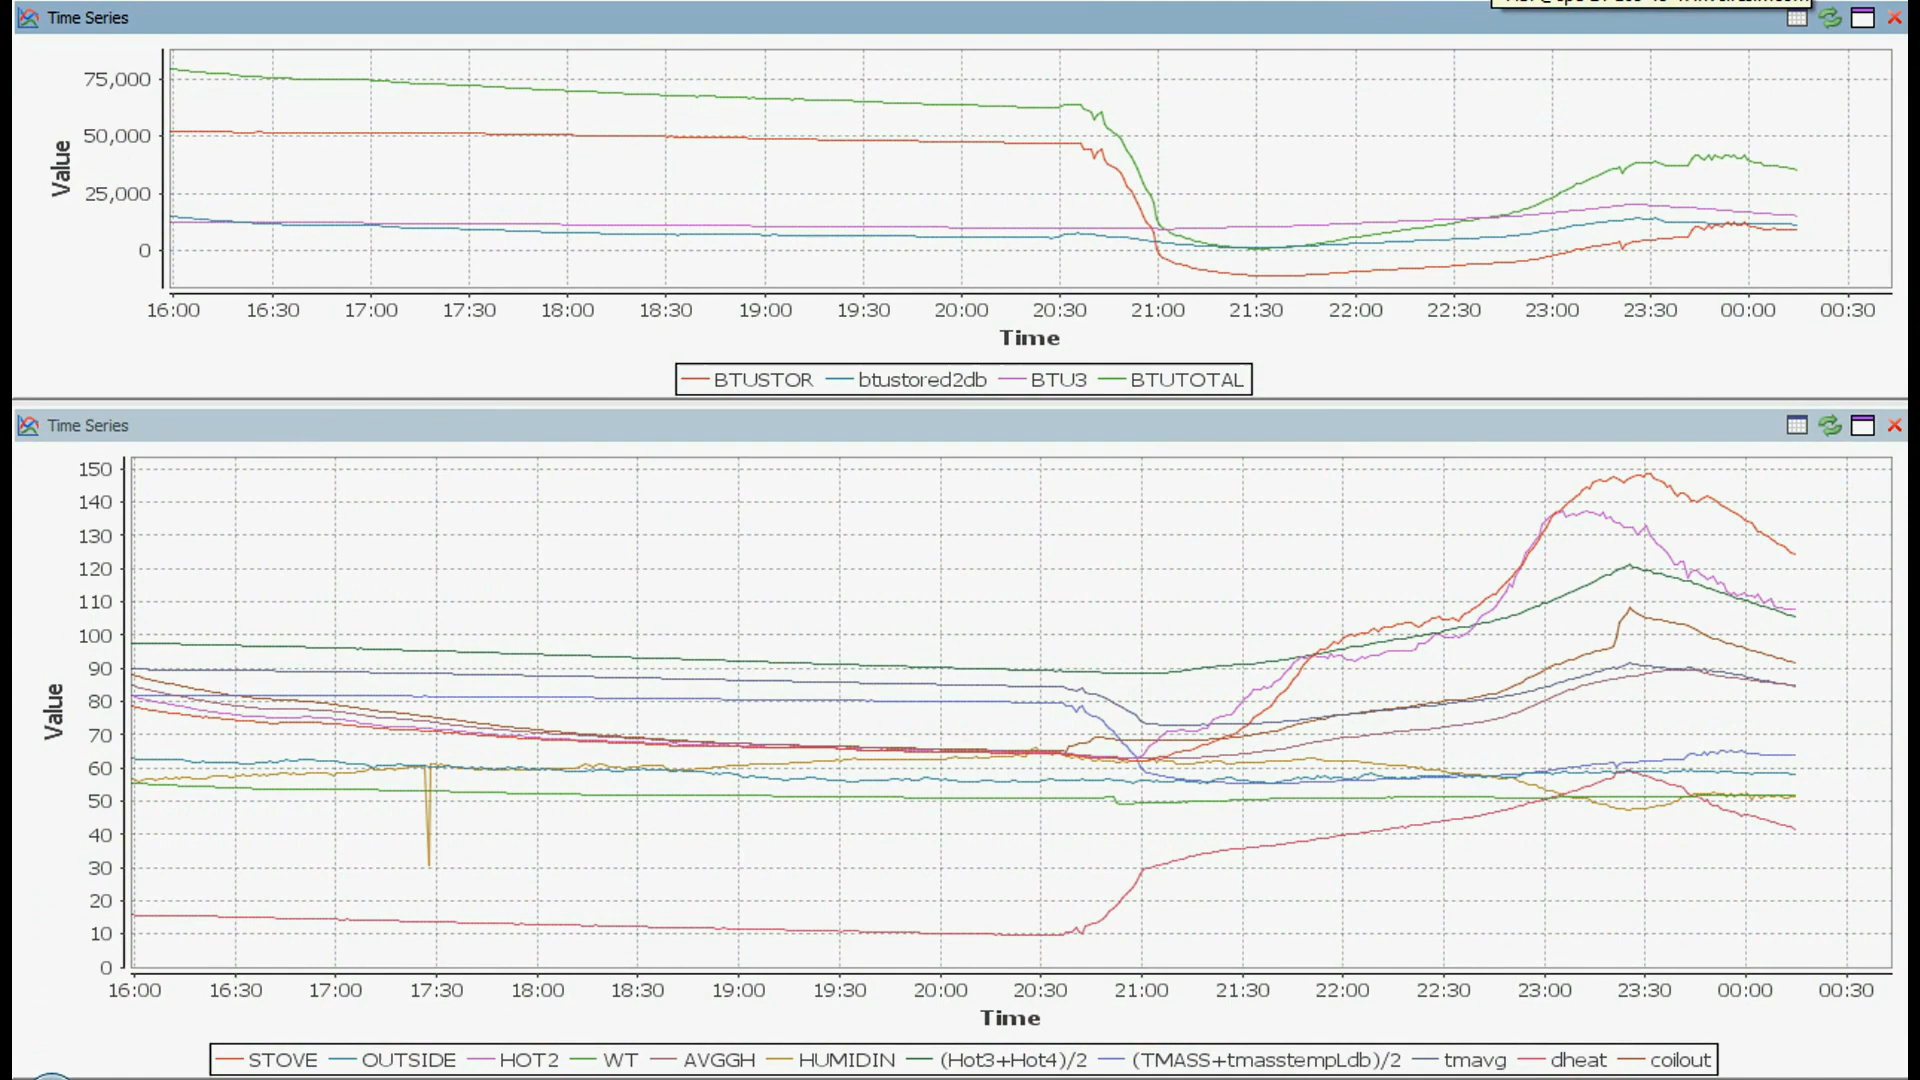 Time Series
75,000
50,000
25,000
0
Value
16:00 16:30 17:00 17:30 18:00 18:30 19:00 19:30 20:00 20:30 21:00 21:30 22:00 22:30 23:00 23:30 00:00 00:30
Time
BTUSTOR btustored2db BTU3 BTUTOTAL
Time Series
150
140
130
120
110
100
90
80
70
60
50
40
30
20
10
0
Value
16:00 16:30 17:00 17:30 18:00 18:30 19:00 19:30 20:00 20:30 21:00 21:30 22:00 22:30 23:00 23:30 00:00 00:30
Time
STOVE OUTSIDE HOT2 WT AVGGH HUMIDIN (Hot3+Hot4)/2 (TMASS+tmasstempLdb)/2 tmavg dheat coilout